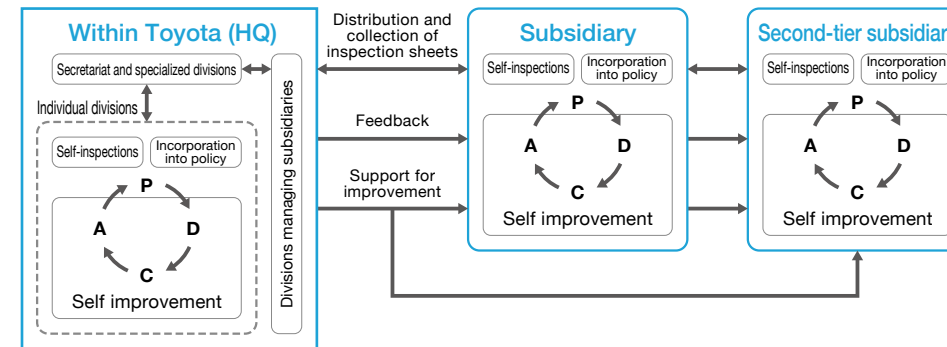 Within Toyota (HQ)
Secretariat and specialized divisions
Individual divisions
Self-inspections
Incorporation
into policy
P
A
D
C
Self improvement
Divisions managing subsidiaries
Distribution and
collection of
inspection sheets
Feedback
Support for
improvement
Subsidiary
Self-inspections
Incorporation
into policy
P
A
D
C
Self improvement
Second-tier subsidiar
Self-inspections
Incorporation
into policy
P
A
D
C
Self improvement